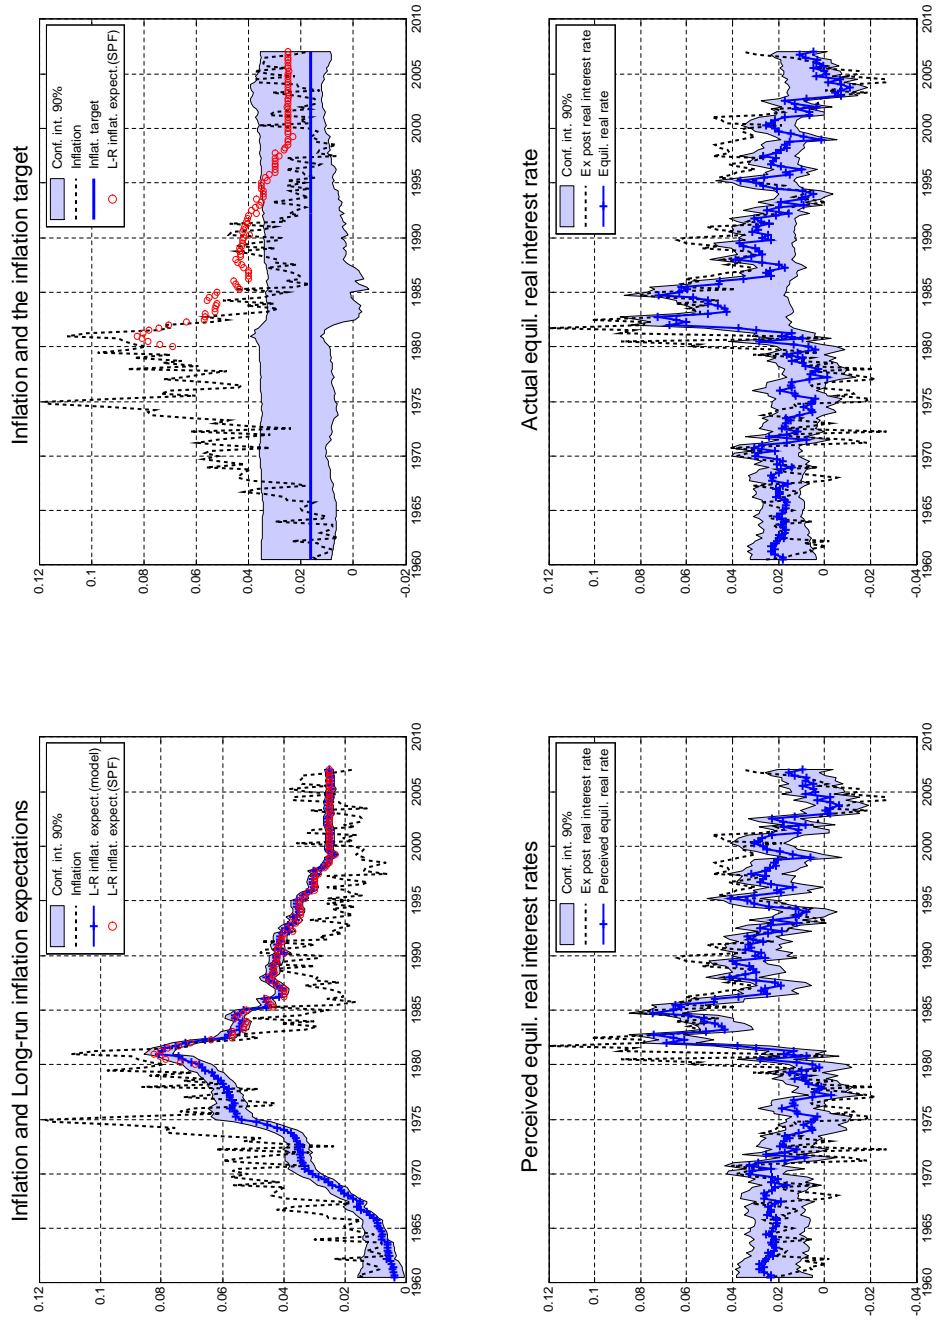 Inflation and Long-run inflation expectations
Conf. int. 90%
Inflation
L-R inflat. expect.(model)
L-R inflat. expect.(SPF)
0.12
0.1
0.08
0.06
0.04
0.02
0
1960 1965 1970 1975 1980 1985 1990 1995 2000 2005 2010
Inflation and the inflation target
Conf. int. 90%
Inflation
Inflat. target
L-R inflat. expect.(SPF)
0.12
0.1
0.08
0.06
0.04
0.02
0
-0.02
1960 1965 1970 1975 1980 1985 1990 1995 2000 2005 2010
Perceived equil. real interest rates
Conf. int. 90%
Ex post real interest rate
Perceived equil. real rate
0.12
0.1
0.08
0.06
0.04
0.02
0
-0.02
-0.04
1960 1965 1970 1975 1980 1985 1990 1995 2000 2005 2010
Actual equil. real interest rate
Conf. int. 90%
Ex post real interest rate
Equil. real rate
0.12
0.1
0.08
0.06
0.04
0.02
0
-0.02
-0.04
1960 1965 1970 1975 1980 1985 1990 1995 2000 2005 2010